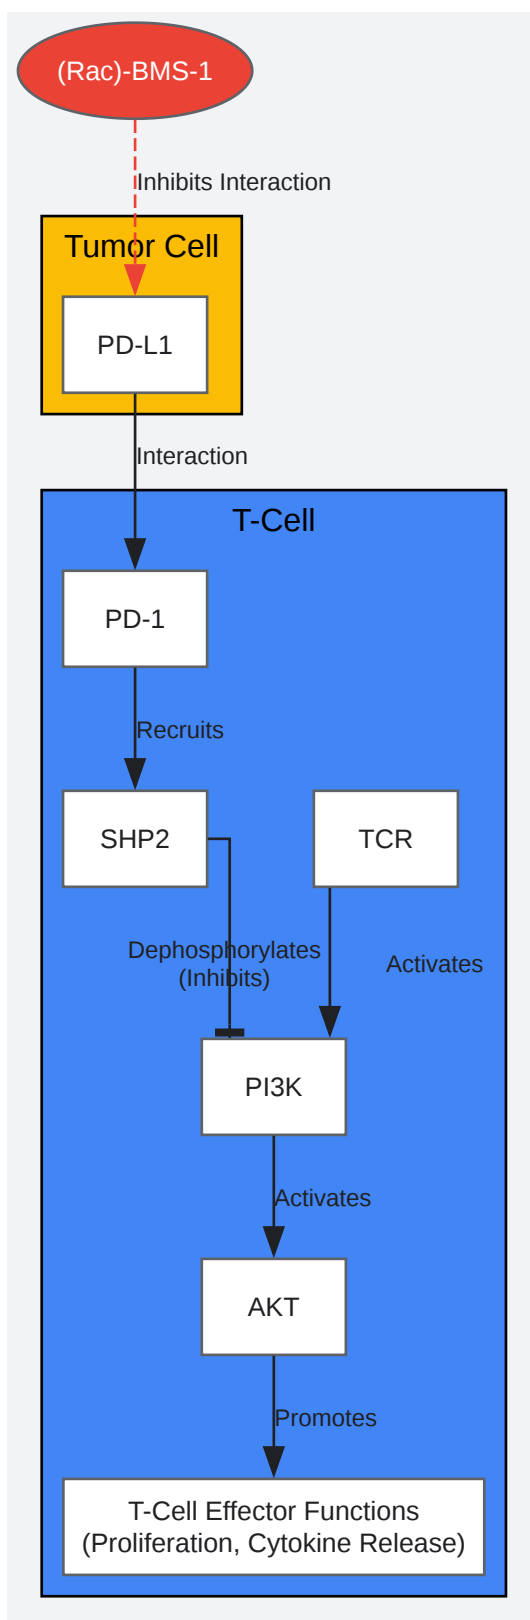 (Rac)-BMS-1
Inhibits Interaction
Tumor Cell
PD-L1
Interaction
T-Cell
PD-1
Recruits
SHP2
TCR
Dephosphorylates
(Inhibits)
Activates
PI3K
Activates
AKT
Promotes
T-Cell Effector Functions
(Proliferation, Cytokine Release)